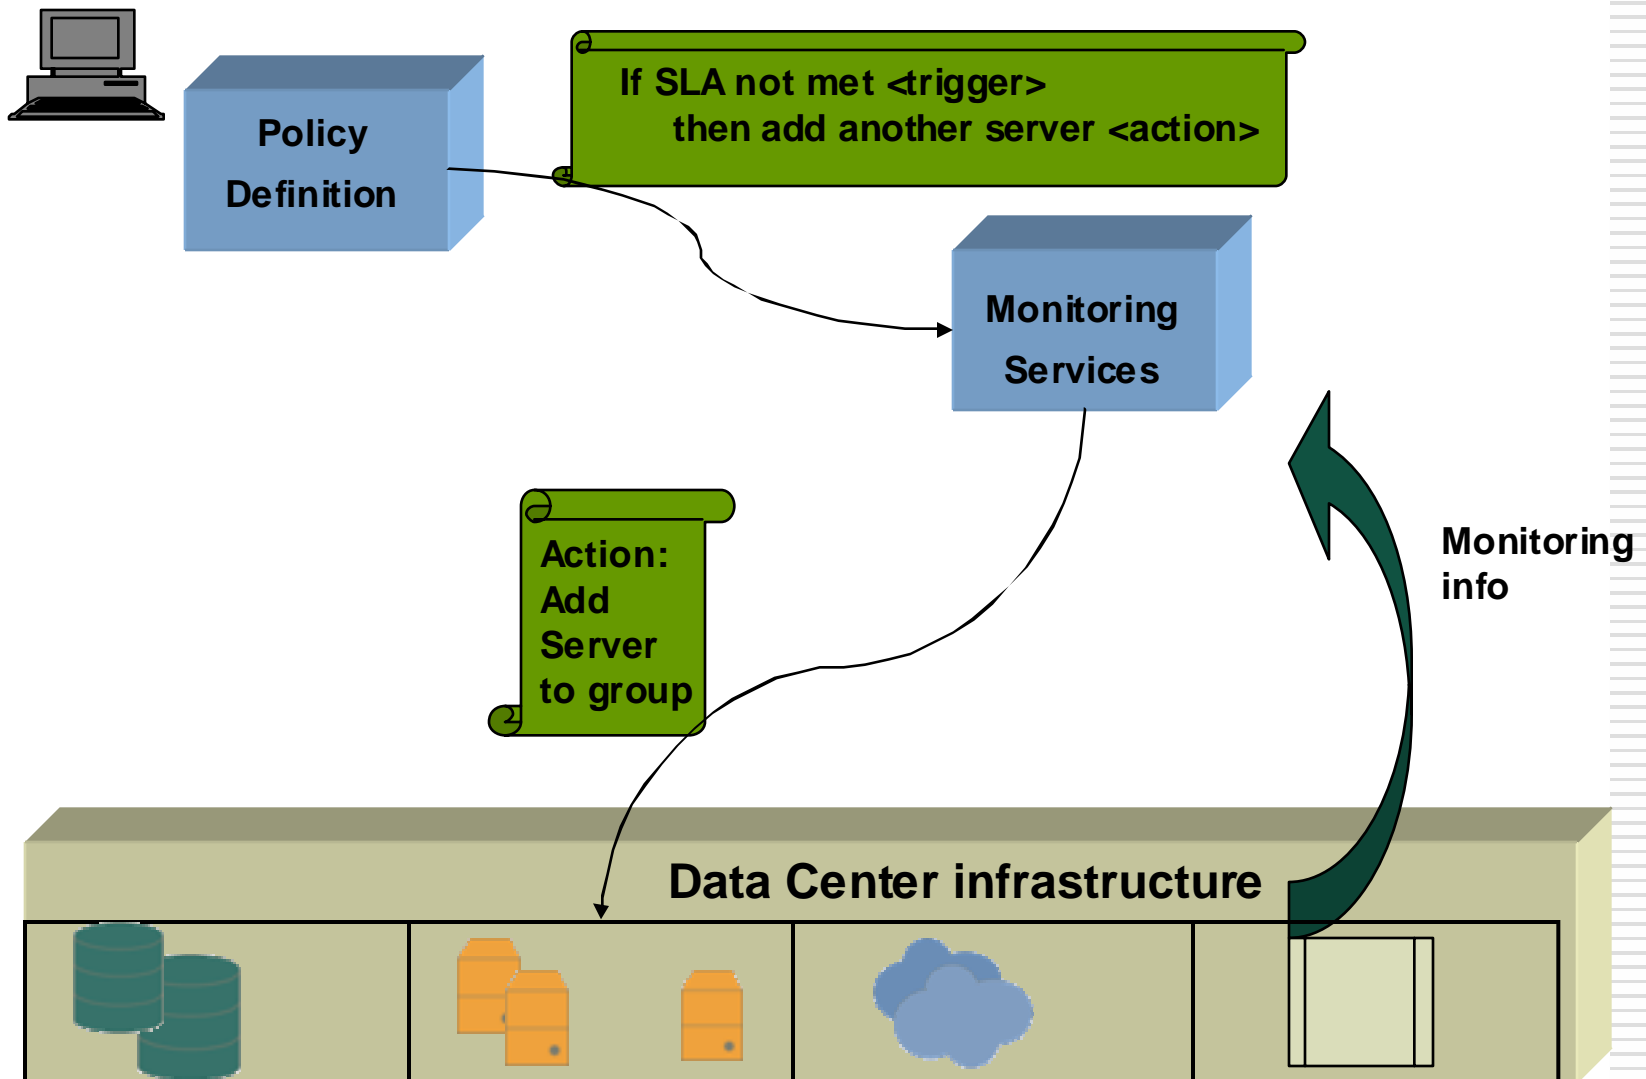 If SLA not met <trigger>
then add another server <action>
Policy
Definition
Monitoring
Services
Action:
Add
Server
to group
Monitoring
info
Data Center infrastructure